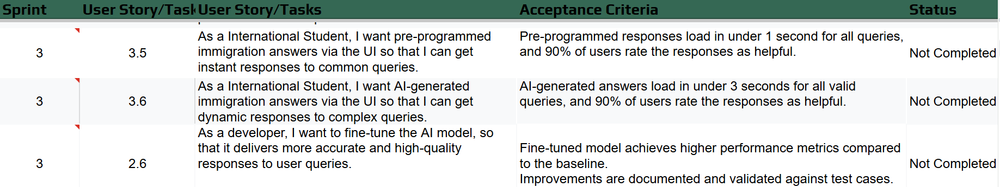 Sprint User Story/Task User Story/Tasks Acceptance Criteria Status
3 3.5 As a International Student, I want pre-programmed immigration answers via the UI so that I can get instant responses to common queries. Pre-programmed responses load in under 1 second for all queries, and 90% of users rate the responses as helpful. Not Completed
3 3.6 As a International Student, I want AI-generated immigration answers via the UI so that I can get dynamic responses to complex queries. AI-generated answers load in under 3 seconds for all valid queries, and 90% of users rate the responses as helpful. Not Completed
3 2.6 As a developer, I want to fine-tune the AI model, so that it delivers more accurate and high-quality responses to user queries. Fine-tuned model achieves higher performance metrics compared to the baseline. Improvements are documented and validated against test cases. Not Completed